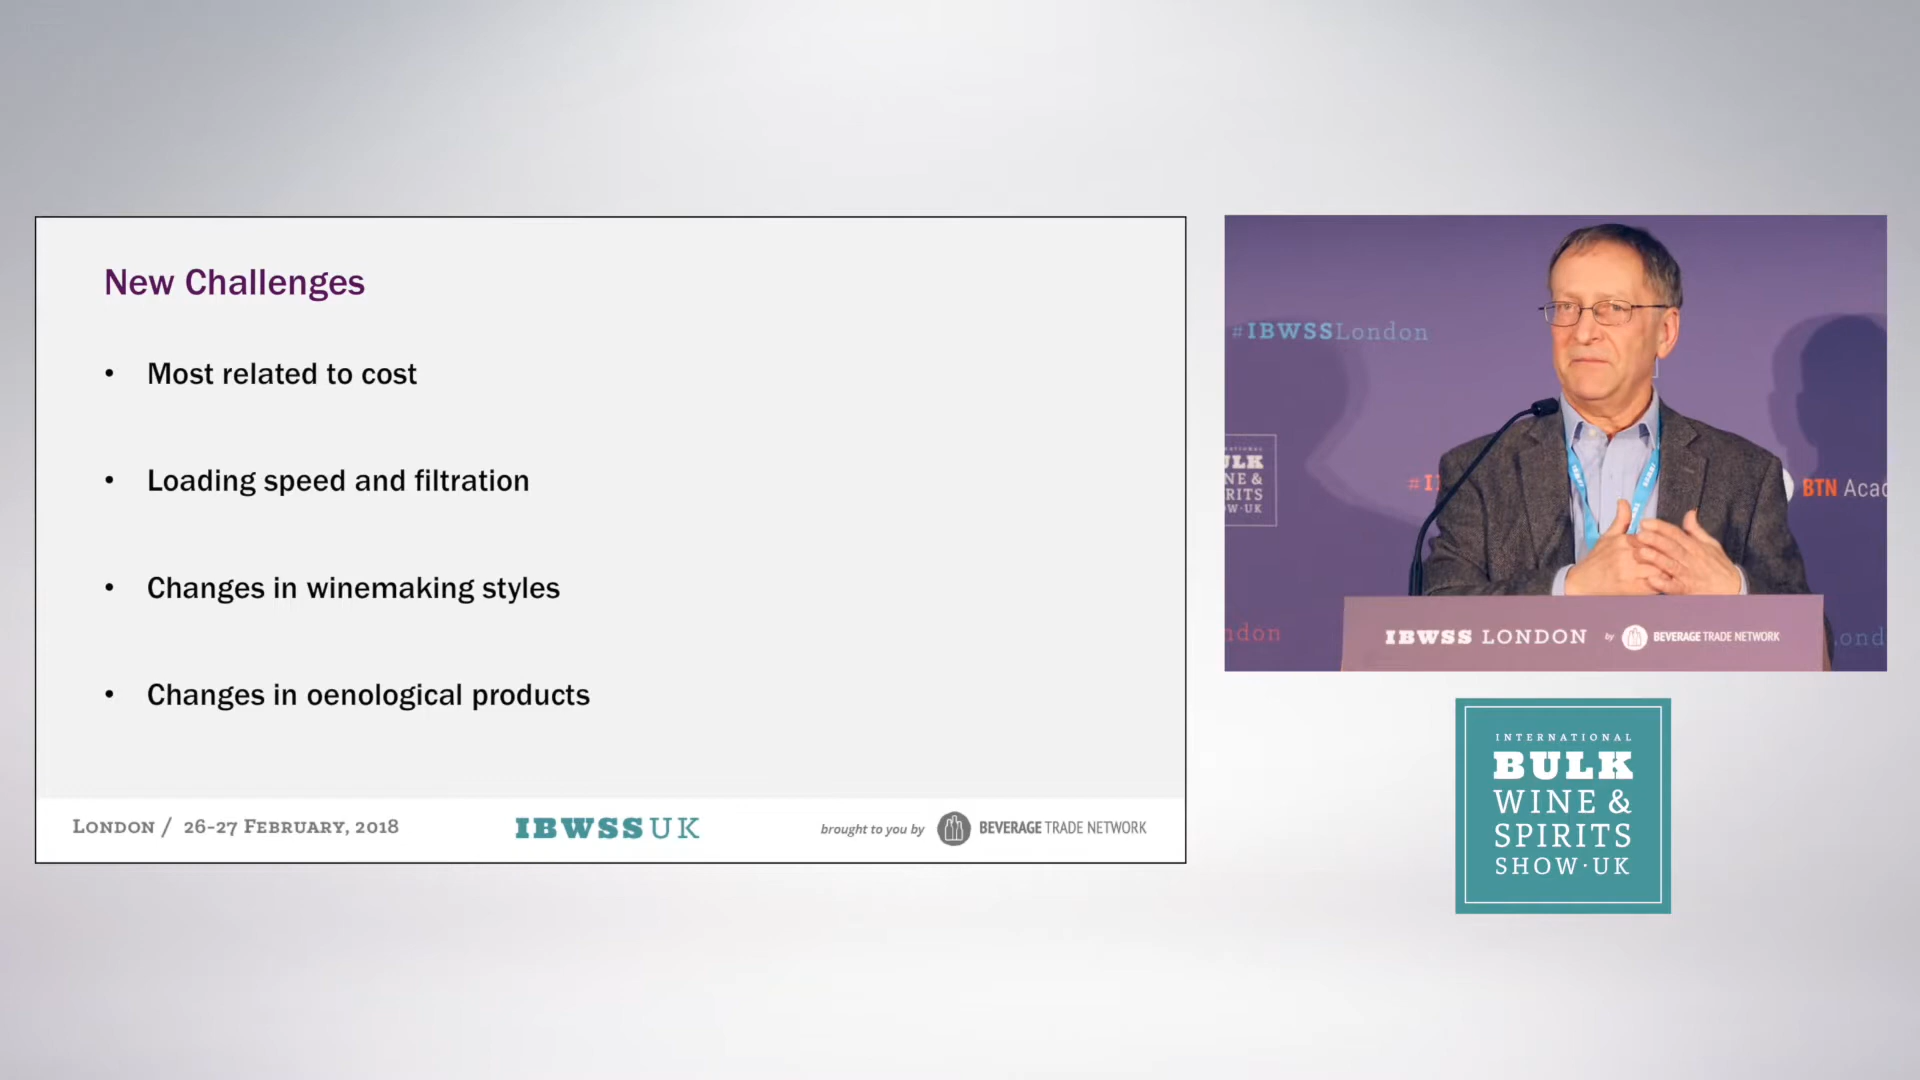 New Challenges
• Most related to cost
• Loading speed and filtration
• Changes in winemaking styles
• Changes in oenological products
London / 26-27 February, 2018
IBWSS UK
brought to you by BEVERAGE TRADE NETWORK
#IBWSSLondon
BTN
IBWSS LONDON by BEVERAGE TRADE NETWORK
INTERNATIONAL
BULK
WINE &
SPIRITS
SHOW·UK